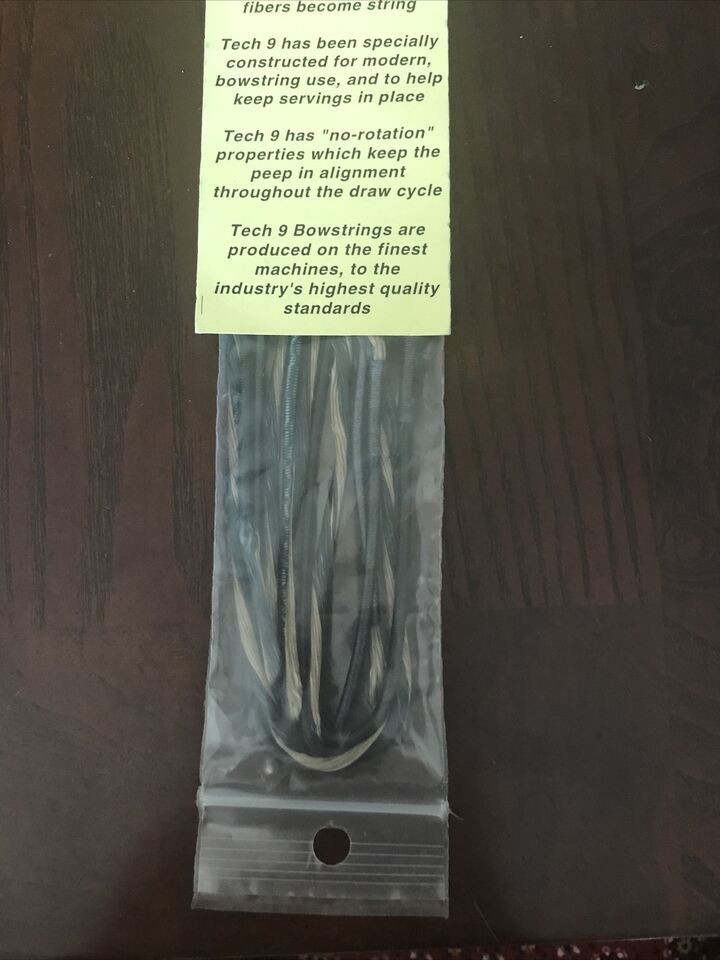 fibers become string
Tech 9 has been specially
constructed for modern,
bowstring use, and to help
keep servings in place
Tech 9 has "no-rotation"
properties which keep the
peep in alignment
throughout the draw cycle
Tech 9 Bowstrings are
produced on the finest
machines, to the
industry's highest quality
standards